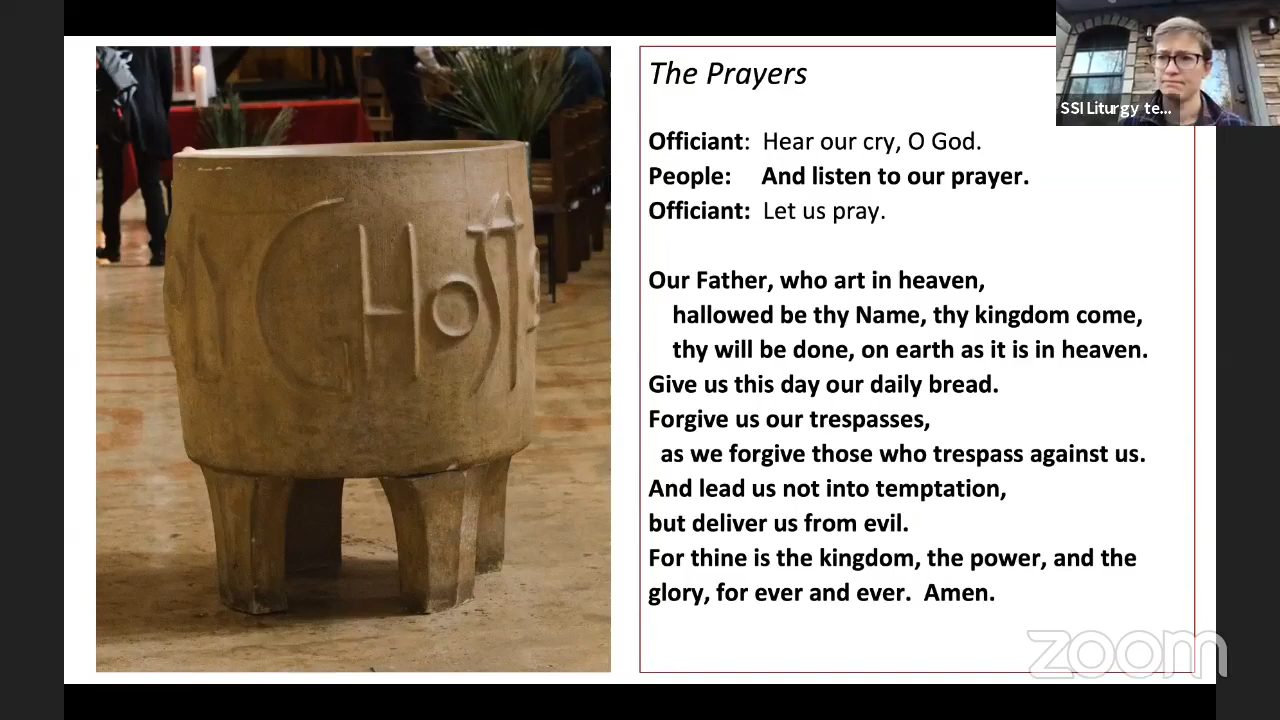 The Prayers
SSI Liturgy te...
Officiant: Hear our cry, O God.
People: And listen to our prayer.
Officiant: Let us pray.
Our Father, who art in heaven,
hallowed be thy Name, thy kingdom come,
thy will be done, on earth as it is in heaven.
Give us this day our daily bread.
Forgive us our trespasses,
as we forgive those who trespass against us.
And lead us not into temptation,
but deliver us from evil.
For thine is the kingdom, the power, and the
glory, for ever and ever. Amen.
GHOST
zoom